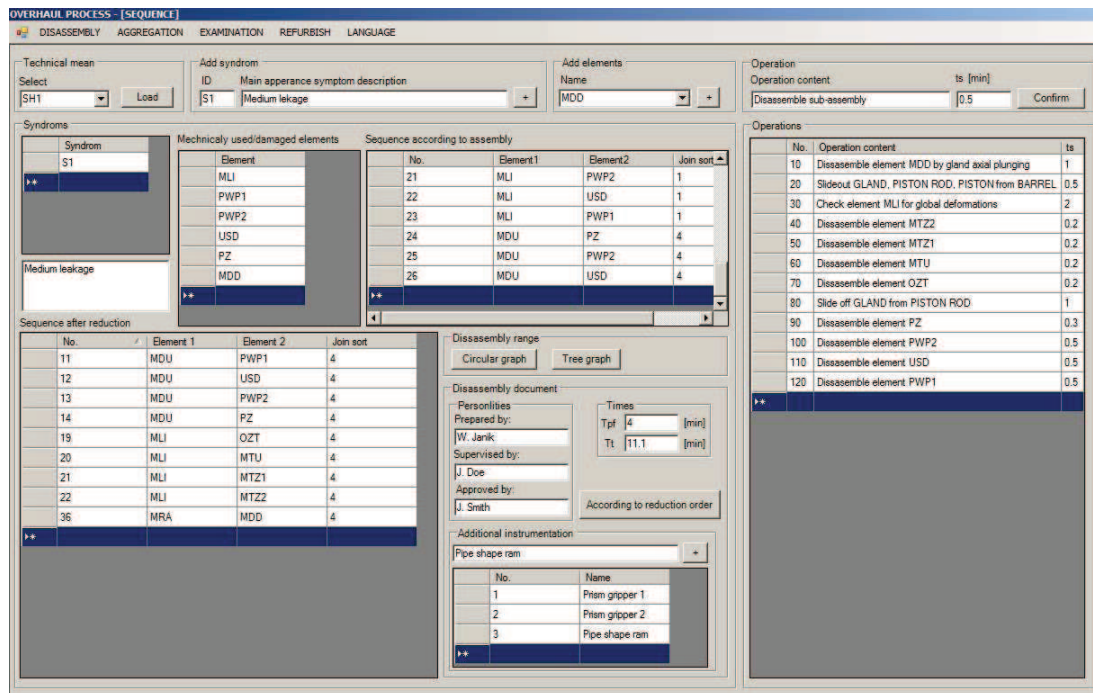 OVERHAUL PROCESS - [SEQUENCE]
DISASSEMBLY AGGREGATION EXAMINATION REFURBISH LANGUAGE
Technical mean
Select
SH1 Load
Add syndrom
ID Main apperance symptom description
S1 Medium lekage +
Add elements
Name
MDD +
Operation
Operation content ts [min]
Disassemble sub-assembly 0.5 Confirm
Syndroms
Syndrom
S1
Medium leakage
Mechnicaly used/damaged elements
Element
MLI
PWP1
PWP2
USD
PZ
MDD
Sequence according to assembly
No. Element1 Element2 Join sort
21 MLI PWP2 1
22 MLI USD 1
23 MLI PWP1 1
24 MDU PZ 4
25 MDU PWP2 4
26 MDU USD 4
Sequence after reduction
No. Element 1 Element 2 Join sort
11 MDU PWP1 4
12 MDU USD 4
13 MDU PWP2 4
14 MDU PZ 4
19 MLI OZT 4
20 MLI MTU 4
21 MLI MTZ1 4
22 MLI MTZ2 4
36 MRA MDD 4
Dissasembly range
Circular graph Tree graph
Disassembly document
Personlities
Prepared by:
W. Janik
Supervised by:
J. Doe
Approved by:
J. Smith
Times
Tpf 4 [min]
Tt 11.1 [min]
According to reduction order
Additional instrumentation
Pipe shape ram +
No. Name
1 Prism gripper 1
2 Prism gripper 2
3 Pipe shape ram
Operations
No. Operation content ts
10 Dissasemble element MDD by gland axial plunging 1
20 Slideout GLAND, PISTON ROD, PISTON from BARREL 0.5
30 Check element MLI for global deformations 2
40 Dissasemble element MTZ2 0.2
50 Dissasemble element MTZ1 0.2
60 Dissasemble element MTU 0.2
70 Dissasemble element OZT 0.2
80 Slide off GLAND from PISTON ROD 1
90 Dissasemble element PZ 0.3
100 Dissasemble element PWP2 0.5
110 Dissasemble element USD 0.5
120 Dissasemble element PWP1 0.5